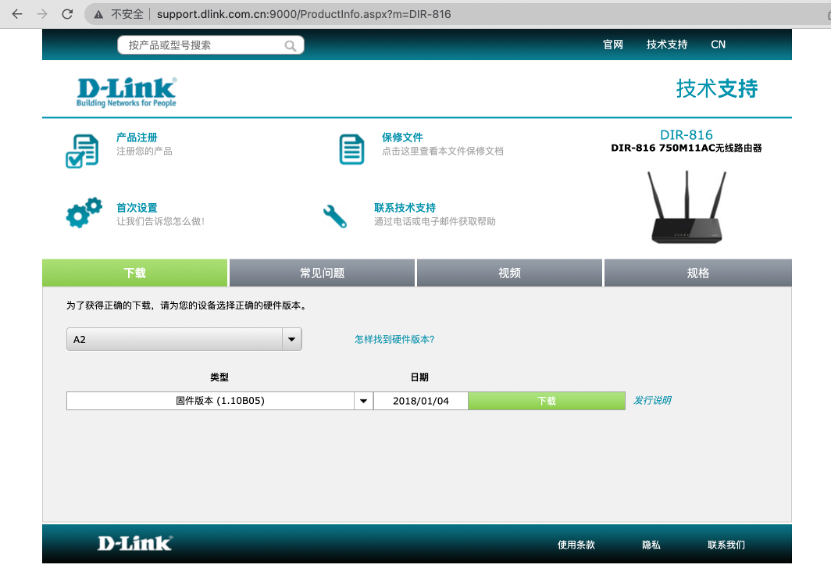 不安全 | support.dlink.com.cn:9000/ProductInfo.aspx?m=DIR-816
按产品或型号搜索
官网 技术支持 CN
D-Link
Building Networks for People
技术支持
产品注册
注册您的产品
保修文件
点击这里查看本文件保修文档
DIR-816
DIR-816 750M11AC无线路由器
首次设置
让我们告诉您怎么做!
联系技术支持
通过电话或电子邮件获取帮助
下载 常见问题 视频 规格
为了获得正确的下载，请为您的设备选择正确的硬件版本。
A2 怎样找到硬件版本?
类型 日期
固件版本 (1.10B05) 2018/01/04 下载 发行说明
D-Link 使用条款 隐私 联系我们